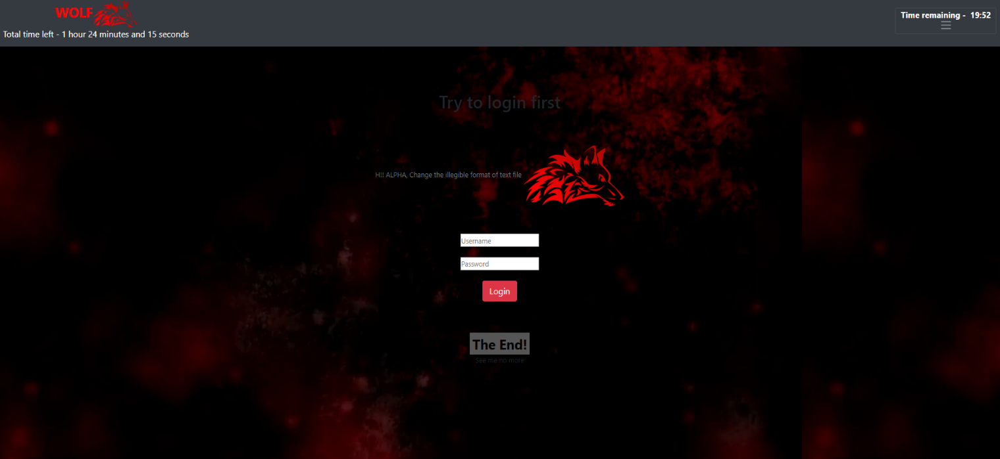 WOLF
Total time left - 1 hour 24 minutes and 15 seconds
Time remaining - 19:52
Try to login first
H!! ALPHA, Change the illegible format of text file
Username
Password
Login
The End!
See me no more